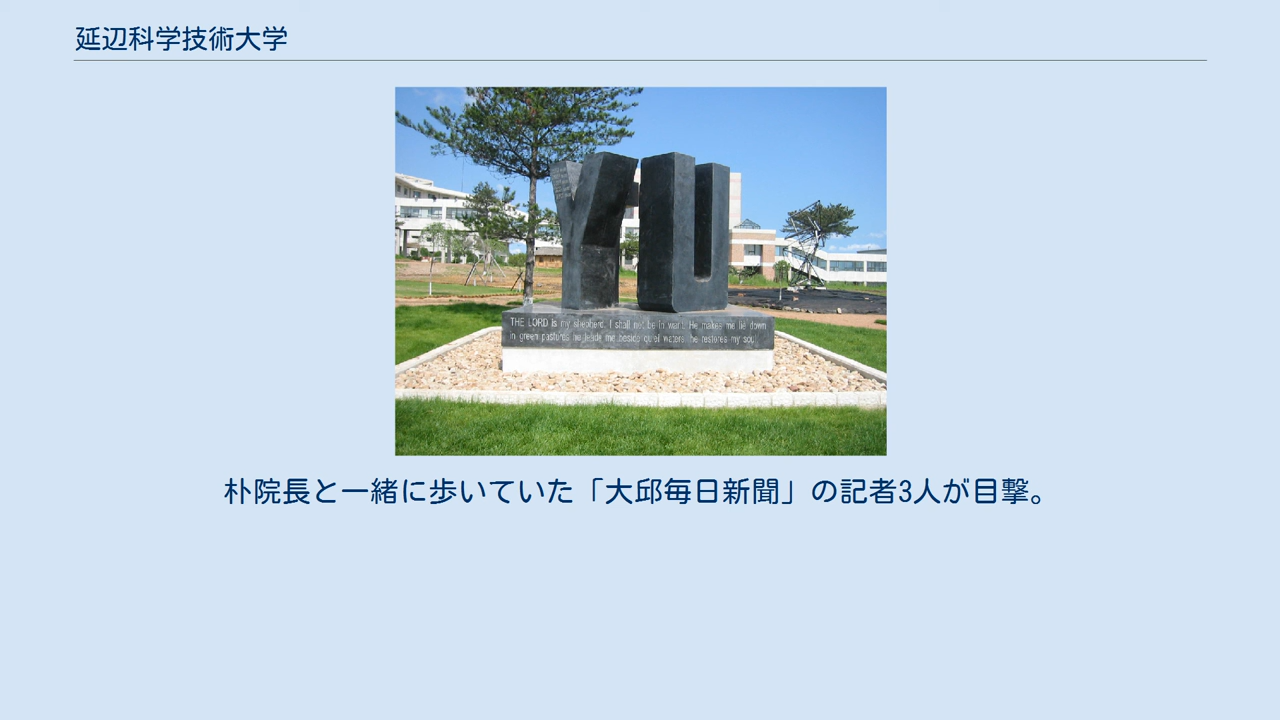 延辺科学技術大学
YU
THE LORD is my shepherd. I shall not be in want. He makes me lie down
in green pastures he leads me beside quiet waters he restores my soul
朴院長と一緒に歩いていた「大邱毎日新聞」の記者3人が目撃。